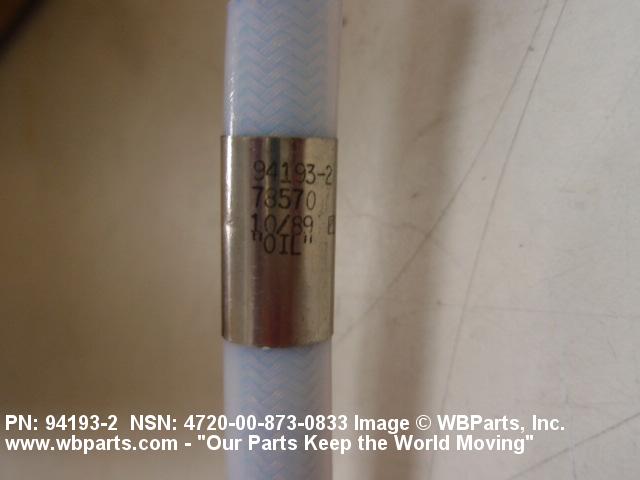 94193-2
78570
10/89
"OIL"
PN: 94193-2 NSN: 4720-00-873-0833 Image © WBParts, Inc.
www.wbparts.com - "Our Parts Keep the World Moving"